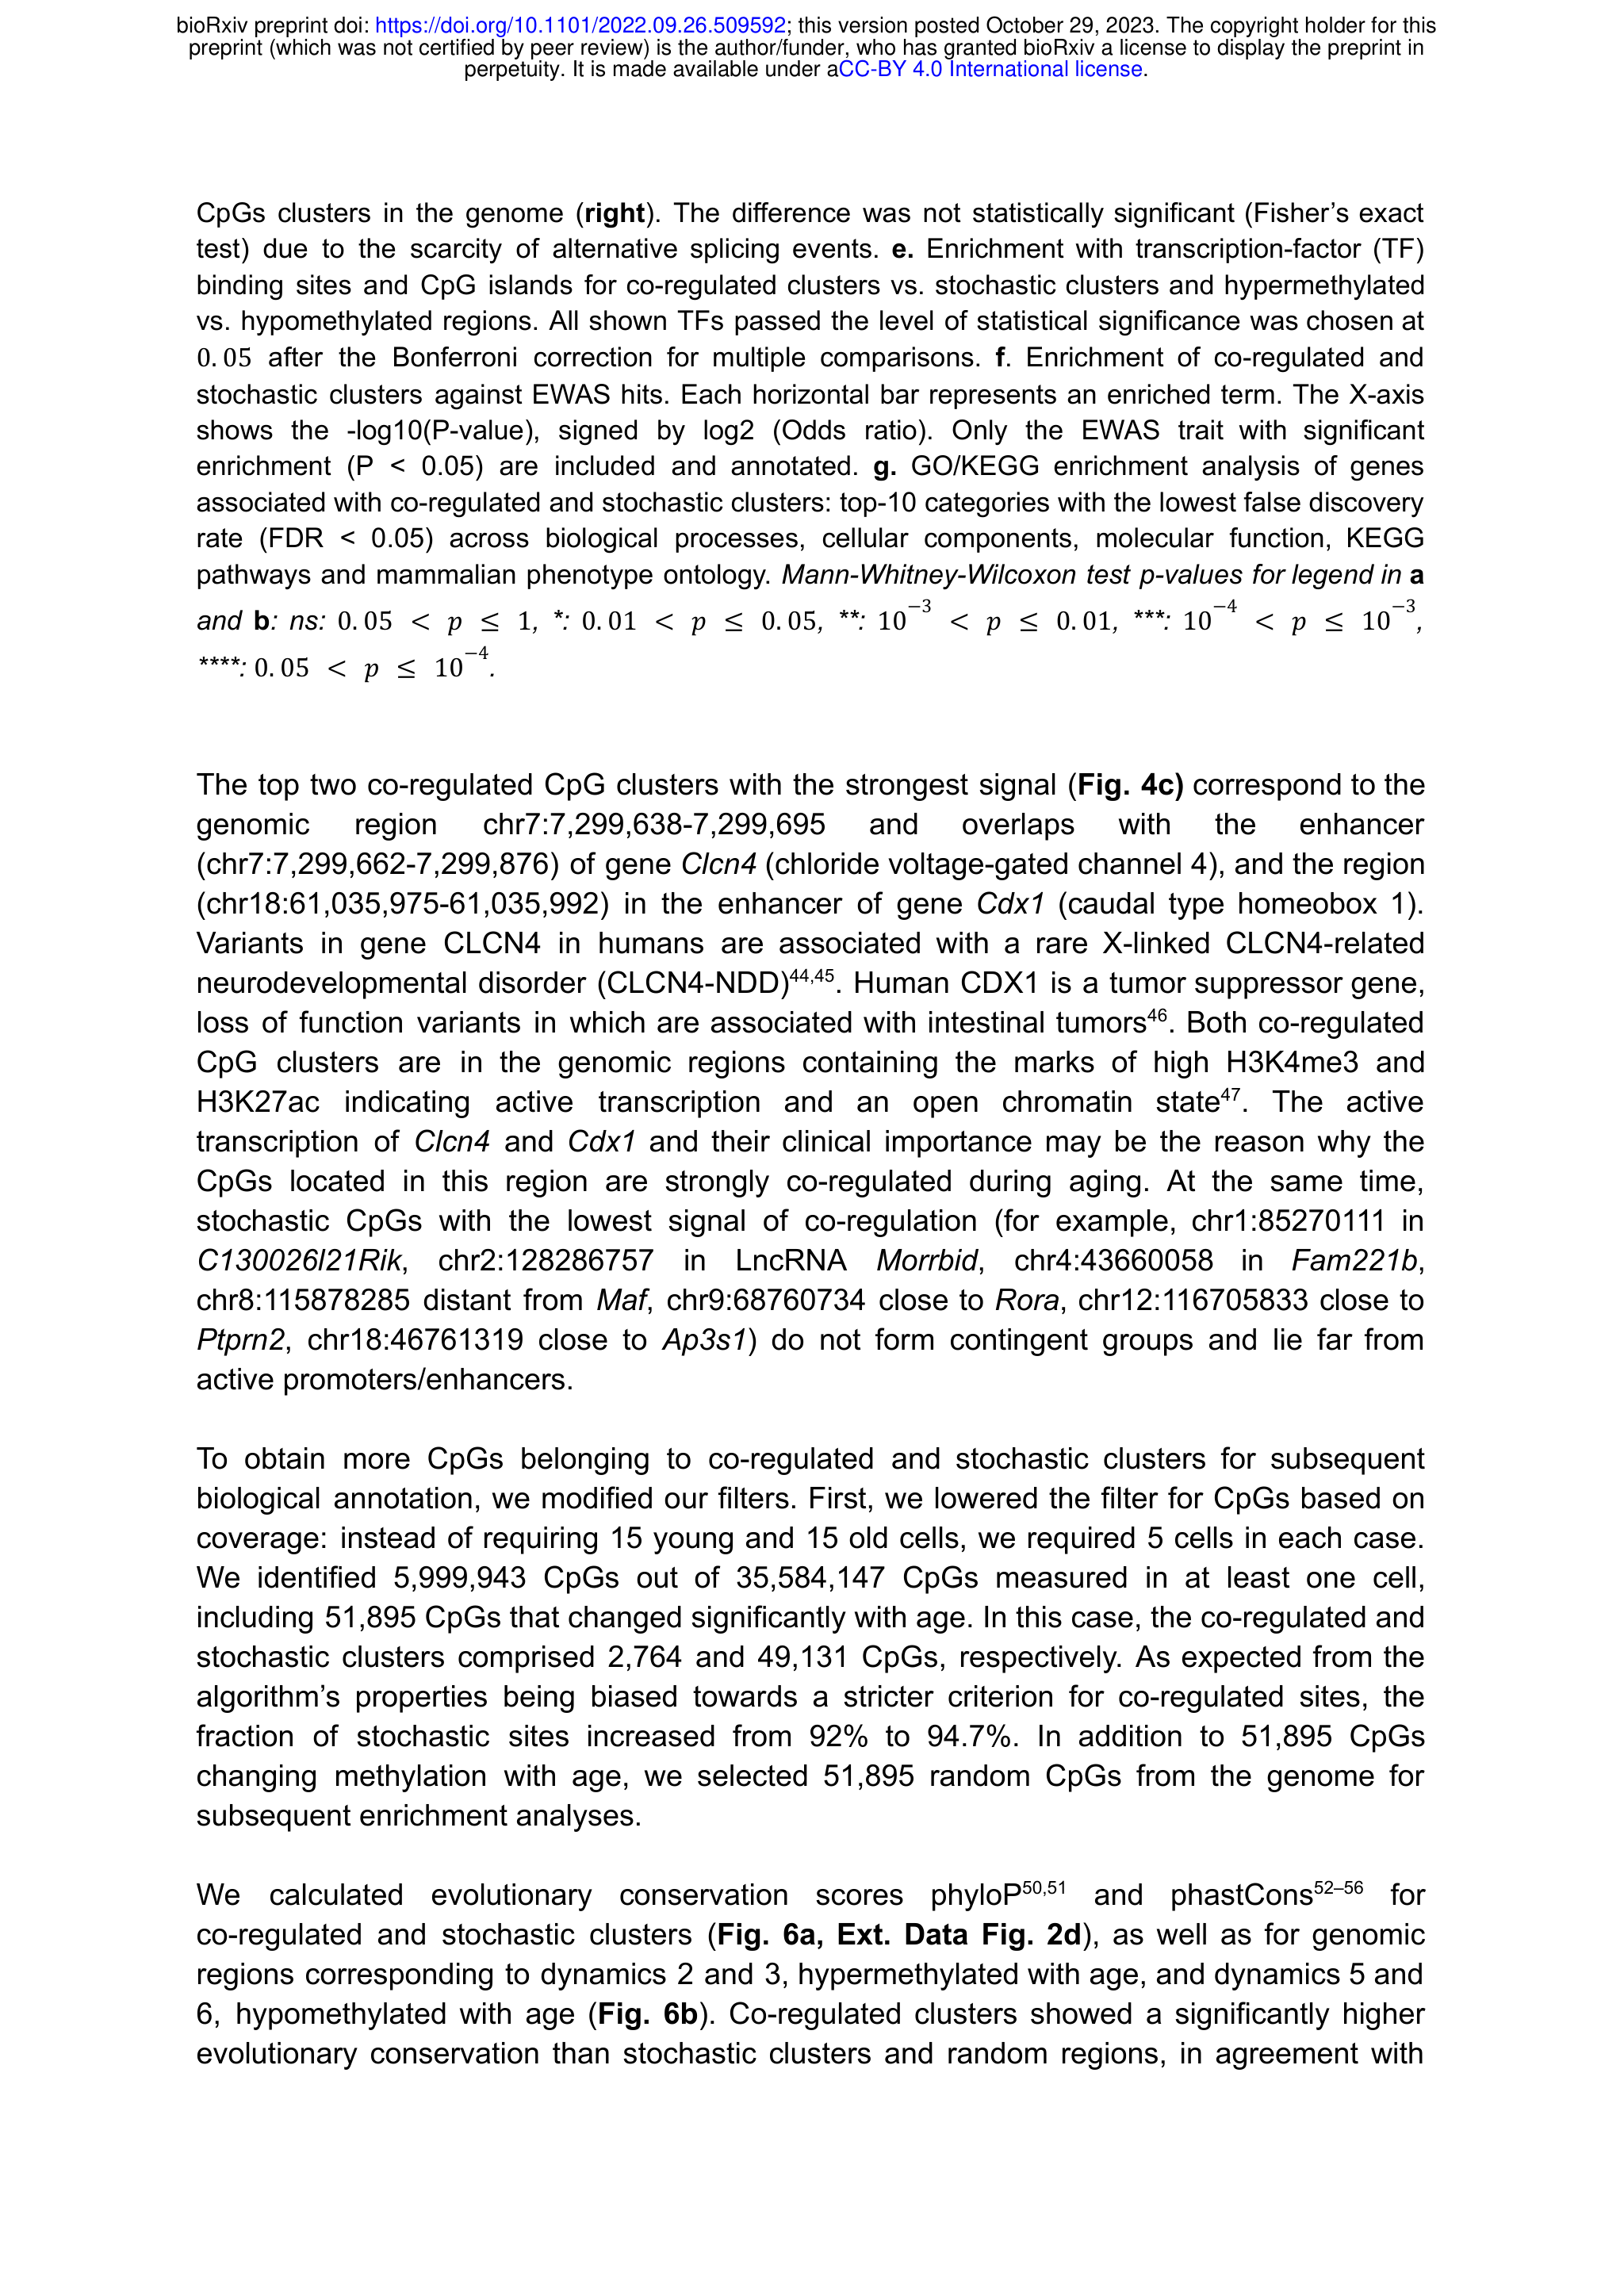 bioRxiv preprint doi: https://doi.org/10.1101/2022.09.26.509592; this version posted October 29, 2023. The copyright holder for this
preprint (which was not certified by peer review) is the author/funder, who has granted bioRxiv a license to display the preprint in
perpetuity. It is made available under aCC-BY 4.0 International license.
CpGs clusters in the genome (right). The difference was not statistically significant (Fisher’s exact
test) due to the scarcity of alternative splicing events. e. Enrichment with transcription-factor (TF)
binding sites and CpG islands for co-regulated clusters vs. stochastic clusters and hypermethylated
vs. hypomethylated regions. All shown TFs passed the level of statistical significance was chosen at
0.05 after the Bonferroni correction for multiple comparisons. f. Enrichment of co-regulated and
stochastic clusters against EWAS hits. Each horizontal bar represents an enriched term. The X-axis
shows the -log10(P-value), signed by log2 (Odds ratio). Only the EWAS trait with significant
enrichment (P < 0.05) are included and annotated. g. GO/KEGG enrichment analysis of genes
associated with co-regulated and stochastic clusters: top-10 categories with the lowest false discovery
rate (FDR < 0.05) across biological processes, cellular components, molecular function, KEGG
pathways and mammalian phenotype ontology. Mann-Whitney-Wilcoxon test p-values for legend in a
and b: ns: 0.05 < p ≤ 1, *: 0.01 < p ≤ 0.05, **: 10⁻³ < p ≤ 0.01, ***: 10⁻⁴ < p ≤ 10⁻³,
****: 0.05 < p ≤ 10⁻⁴.
The top two co-regulated CpG clusters with the strongest signal (Fig. 4c) correspond to the
genomic region chr7:7,299,638-7,299,695 and overlaps with the enhancer
(chr7:7,299,662-7,299,876) of gene Clcn4 (chloride voltage-gated channel 4), and the region
(chr18:61,035,975-61,035,992) in the enhancer of gene Cdx1 (caudal type homeobox 1).
Variants in gene CLCN4 in humans are associated with a rare X-linked CLCN4-related
neurodevelopmental disorder (CLCN4-NDD)⁴⁴,⁴⁵. Human CDX1 is a tumor suppressor gene,
loss of function variants in which are associated with intestinal tumors⁴⁶. Both co-regulated
CpG clusters are in the genomic regions containing the marks of high H3K4me3 and
H3K27ac indicating active transcription and an open chromatin state⁴⁷. The active
transcription of Clcn4 and Cdx1 and their clinical importance may be the reason why the
CpGs located in this region are strongly co-regulated during aging. At the same time,
stochastic CpGs with the lowest signal of co-regulation (for example, chr1:85270111 in
C130026I21Rik, chr2:128286757 in LncRNA Morrbid, chr4:43660058 in Fam221b,
chr8:115878285 distant from Maf, chr9:68760734 close to Rora, chr12:116705833 close to
Ptprn2, chr18:46761319 close to Ap3s1) do not form contingent groups and lie far from
active promoters/enhancers.
To obtain more CpGs belonging to co-regulated and stochastic clusters for subsequent
biological annotation, we modified our filters. First, we lowered the filter for CpGs based on
coverage: instead of requiring 15 young and 15 old cells, we required 5 cells in each case.
We identified 5,999,943 CpGs out of 35,584,147 CpGs measured in at least one cell,
including 51,895 CpGs that changed significantly with age. In this case, the co-regulated and
stochastic clusters comprised 2,764 and 49,131 CpGs, respectively. As expected from the
algorithm’s properties being biased towards a stricter criterion for co-regulated sites, the
fraction of stochastic sites increased from 92% to 94.7%. In addition to 51,895 CpGs
changing methylation with age, we selected 51,895 random CpGs from the genome for
subsequent enrichment analyses.
We calculated evolutionary conservation scores phyloP⁵⁰,⁵¹ and phastCons⁵²⁻⁵⁶ for
co-regulated and stochastic clusters (Fig. 6a, Ext. Data Fig. 2d), as well as for genomic
regions corresponding to dynamics 2 and 3, hypermethylated with age, and dynamics 5 and
6, hypomethylated with age (Fig. 6b). Co-regulated clusters showed a significantly higher
evolutionary conservation than stochastic clusters and random regions, in agreement with